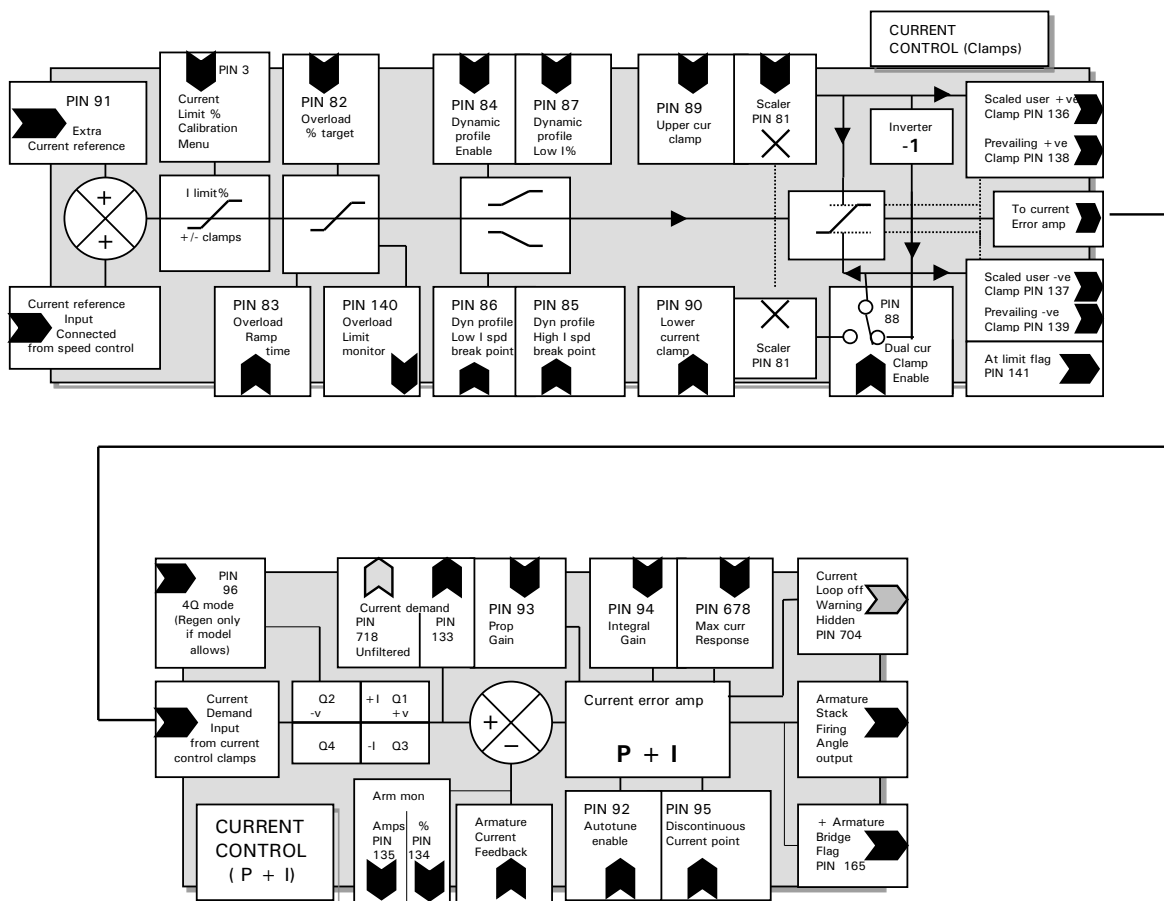 CURRENT
CONTROL (Clamps)
PIN 91
Extra
Current reference
PIN 3
Current
Limit %
Calibration
Menu
PIN 82
Overload
% target
PIN 84
Dynamic
profile
Enable
PIN 87
Dynamic
profile
Low I%
PIN 89
Upper cur
clamp
Scaler
PIN 81
Inverter
-1
Scaled user +ve
Clamp PIN 136
Prevailing +ve
Clamp PIN 138
+
+
I limit%
+/- clamps
To current
Error amp
Current reference
Input
Connected
from speed control
PIN 83
Overload
Ramp
time
PIN 140
Overload
Limit
monitor
PIN 86
Dyn profile
Low I spd
break point
PIN 85
Dyn profile
High I spd
break point
PIN 90
Lower
current
clamp
Scaler
PIN 81
PIN
88
Dual cur
Clamp
Enable
Scaled user -ve
Clamp PIN 137
Prevailing -ve
Clamp PIN 139
At limit flag
PIN 141
PIN
96
4Q mode
(Regen only
if model
allows)
Current demand
PIN
718
Unfiltered
PIN
133
PIN 93
Prop
Gain
PIN 94
Integral
Gain
PIN 678
Max curr
Response
Current
Loop off
Warning
Hidden
PIN 704
Current
Demand
Input
from current
control clamps
Q2
-v
+I Q1
+v
Q4
-I Q3
+
–
Current error amp
P + I
Armature
Stack
Firing
Angle
output
CURRENT
CONTROL
( P + I)
Arm mon
Amps
PIN
135
%
PIN
134
Armature
Current
Feedback
PIN 92
Autotune
enable
PIN 95
Discontinuous
Current point
+ Armature
Bridge
Flag
PIN 165